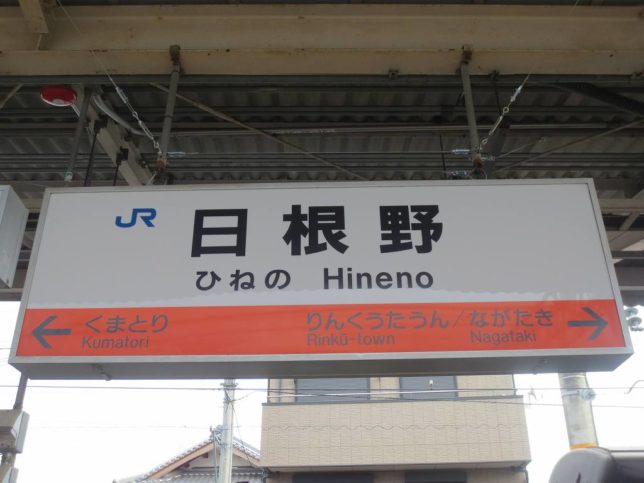 JR 日根野
ひねの Hineno
← くまとり りんくうたうん/ながたき →
Kumatori Rinkū-town Nagataki